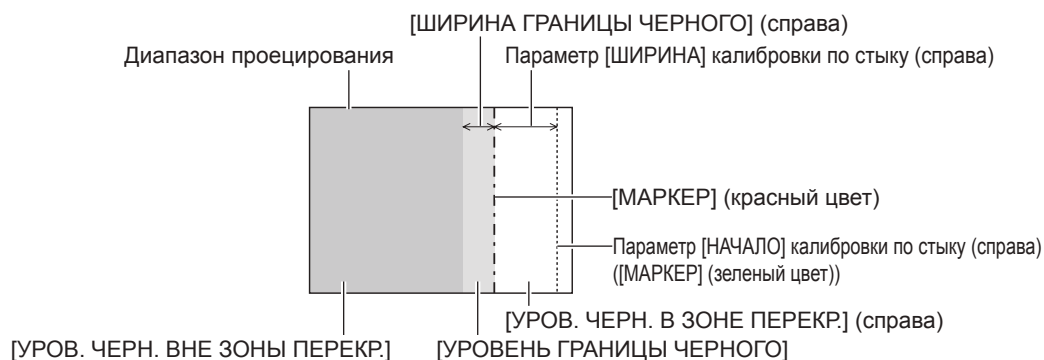 [ШИРИНА ГРАНИЦЫ ЧЕРНОГО] (справа)
Диапазон проецирования
Параметр [ШИРИНА] калибровки по стыку (справа)
[МАРКЕР] (красный цвет)
Параметр [НАЧАЛО] калибровки по стыку (справа)
([МАРКЕР] (зеленый цвет))
[УРОВ. ЧЕРН. В ЗОНЕ ПЕРЕКР.] (справа)
[УРОВ. ЧЕРН. ВНЕ ЗОНЫ ПЕРЕКР.]
[УРОВЕНЬ ГРАНИЦЫ ЧЕРНОГО]